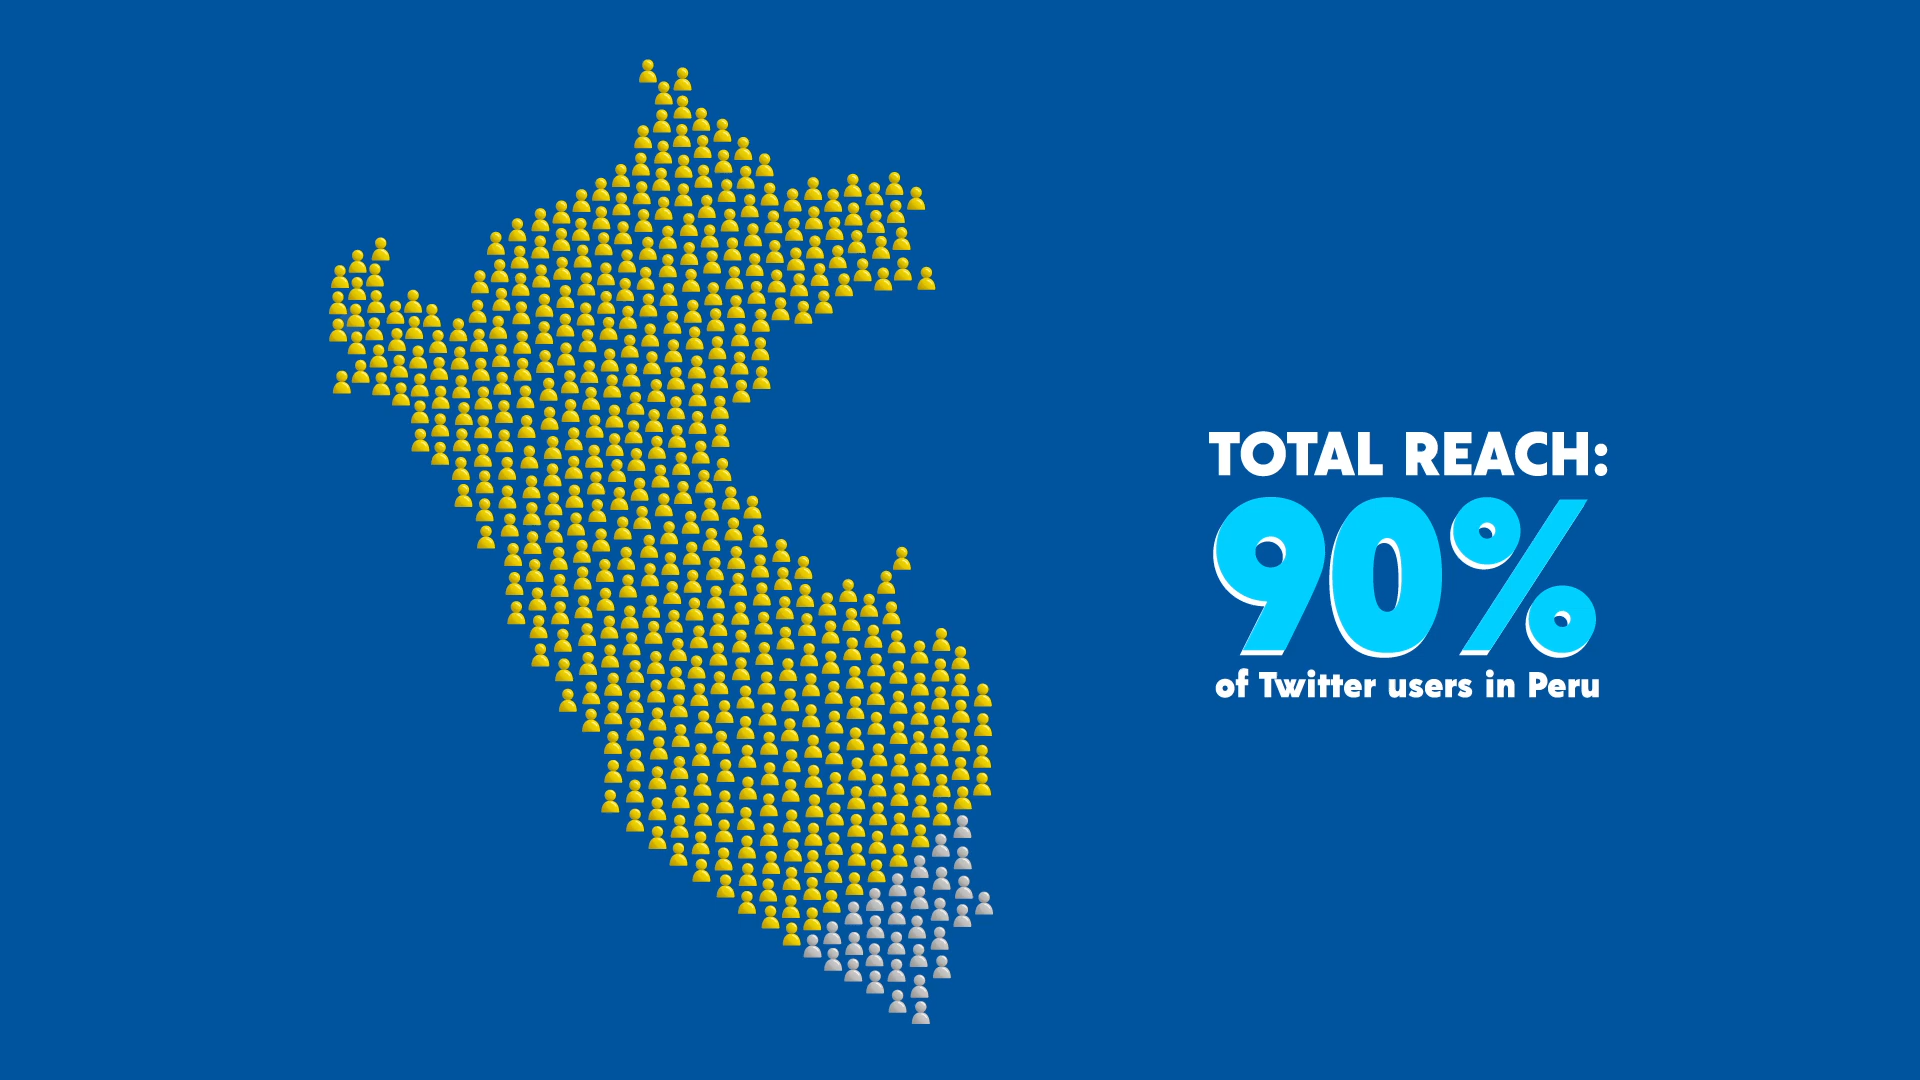 TOTAL REACH:
90%
of Twitter users in Peru